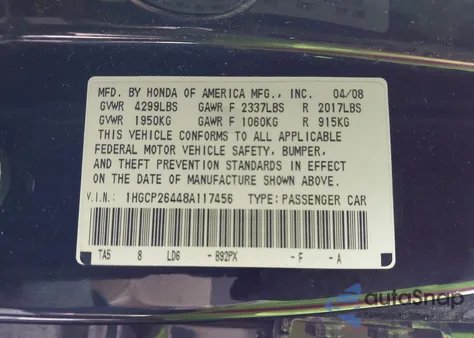 MFD. BY HONDA OF AMERICA MFG., INC. 04/08
GVWR 4299LBS GAWR F 2337LBS R 2017LBS
GVWR 1950KG GAWR F 1060KG R 915KG
THIS VEHICLE CONFORMS TO ALL APPLICABLE
FEDERAL MOTOR VEHICLE SAFETY, BUMPER,
AND THEFT PREVENTION STANDARDS IN EFFECT
ON THE DATE OF MANUFACTURE SHOWN ABOVE.
V.I.N.: 1HGCP26448A117456 TYPE: PASSENGER CAR
TA5 8 LD6 - B92PX - F - A
autoSnap